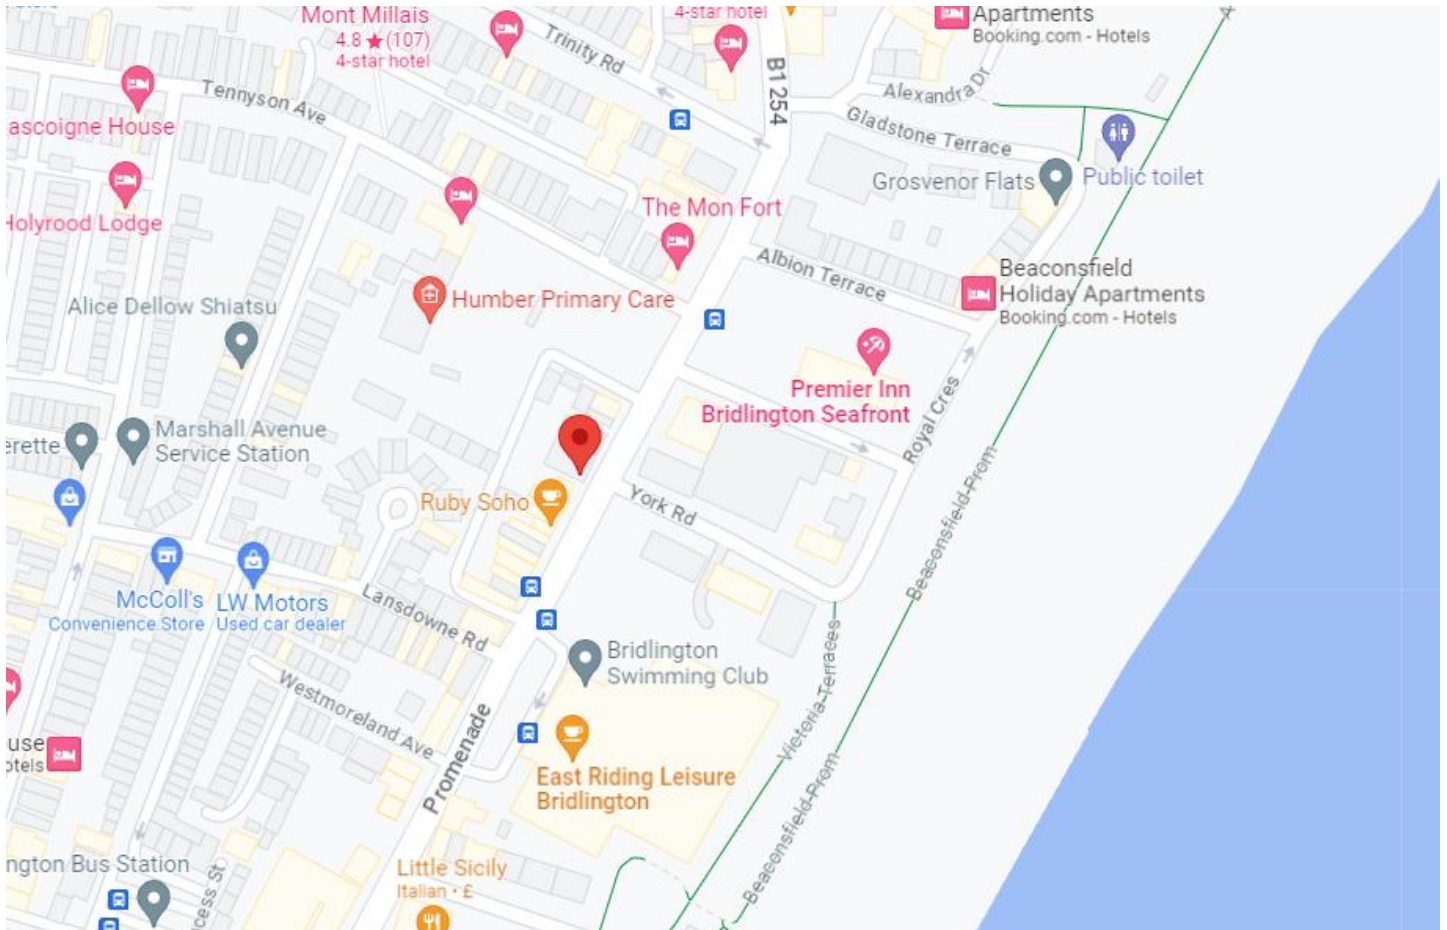 Mont Millais
4.8 ★ (107)
4-star hotel
4-star hotel
Apartments
Booking.com - Hotels
Trinity Rd
B1254
Alexandra Dr
Tennyson Ave
ascoigne House
Gladstone Terrace
Grosvenor Flats
Public toilet
Holyrood Lodge
The Mon Fort
Albion Terrace
Beaconsfield
Holiday Apartments
Booking.com - Hotels
Alice Dellow Shiatsu
Humber Primary Care
Premier Inn
Bridlington Seafront
Royal Cres
Marshall Avenue
Service Station
erette
Ruby Soho
York Rd
Beaconsfield-Prom
McColl's
Convenience Store
LW Motors
Used car dealer
Lansdowne Rd
Bridlington
Swimming Club
Westmoreland Ave
Victoria-Terraces
Promenade
use
otels
East Riding Leisure
Bridlington
Beaconsfield-Prom
ngton Bus Station
cess St
Little Sicily
Italian · £